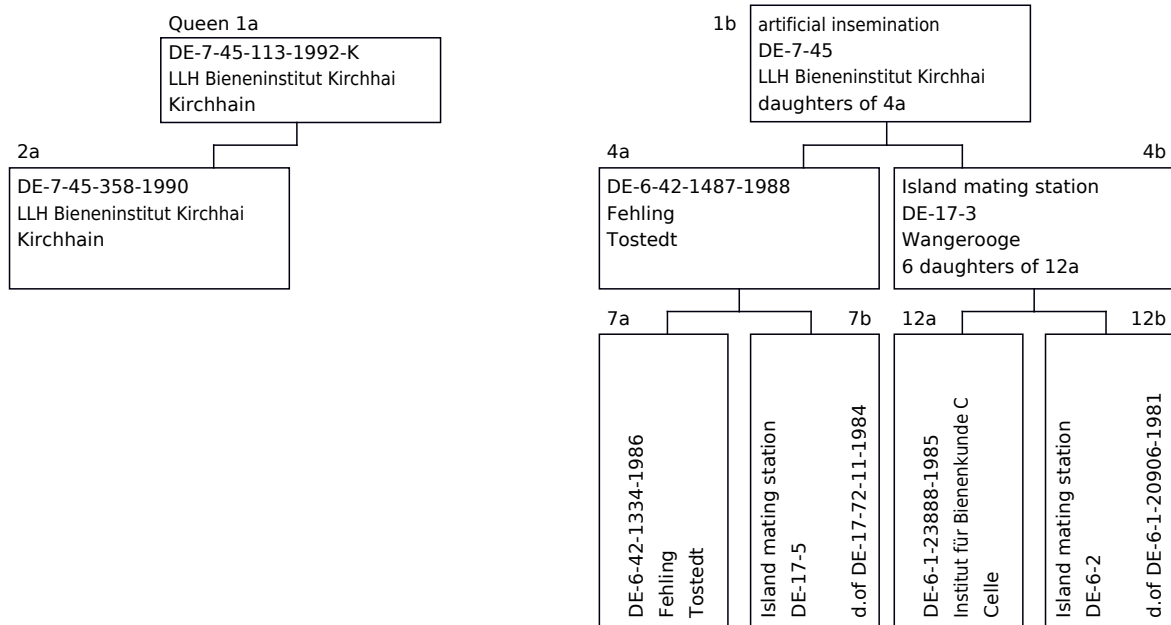 Queen 1a
DE-7-45-113-1992-K
LLH Bieneninstitut Kirchhai
Kirchhain
1b
artificial insemination
DE-7-45
LLH Bieneninstitut Kirchhai
daughters of 4a
2a
DE-7-45-358-1990
LLH Bieneninstitut Kirchhai
Kirchhain
4a
DE-6-42-1487-1988
Fehling
Tostedt
4b
Island mating station
DE-17-3
Wangerooge
6 daughters of 12a
7a
DE-6-42-1334-1986
Fehling
Tostedt
7b
Island mating station
DE-17-5
d.of DE-17-72-11-1984
12a
DE-6-1-23888-1985
Institut für Bienenkunde C
Celle
12b
Island mating station
DE-6-2
d.of DE-6-1-20906-1981